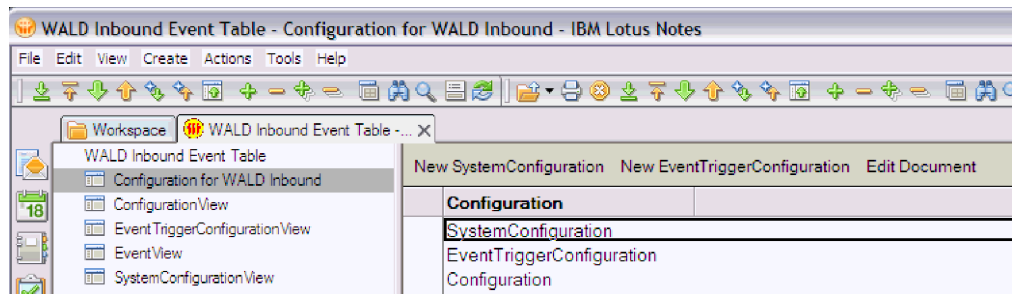 WALD Inbound Event Table - Configuration for WALD Inbound - IBM Lotus Notes
File Edit View Create Actions Tools Help
Workspace WALD Inbound Event Table -...
WALD Inbound Event Table
Configuration for WALD Inbound
ConfigurationView
EventTriggerConfigurationView
EventView
SystemConfigurationView
18
New SystemConfiguration New EventTriggerConfiguration Edit Document
Configuration
SystemConfiguration
EventTriggerConfiguration
Configuration